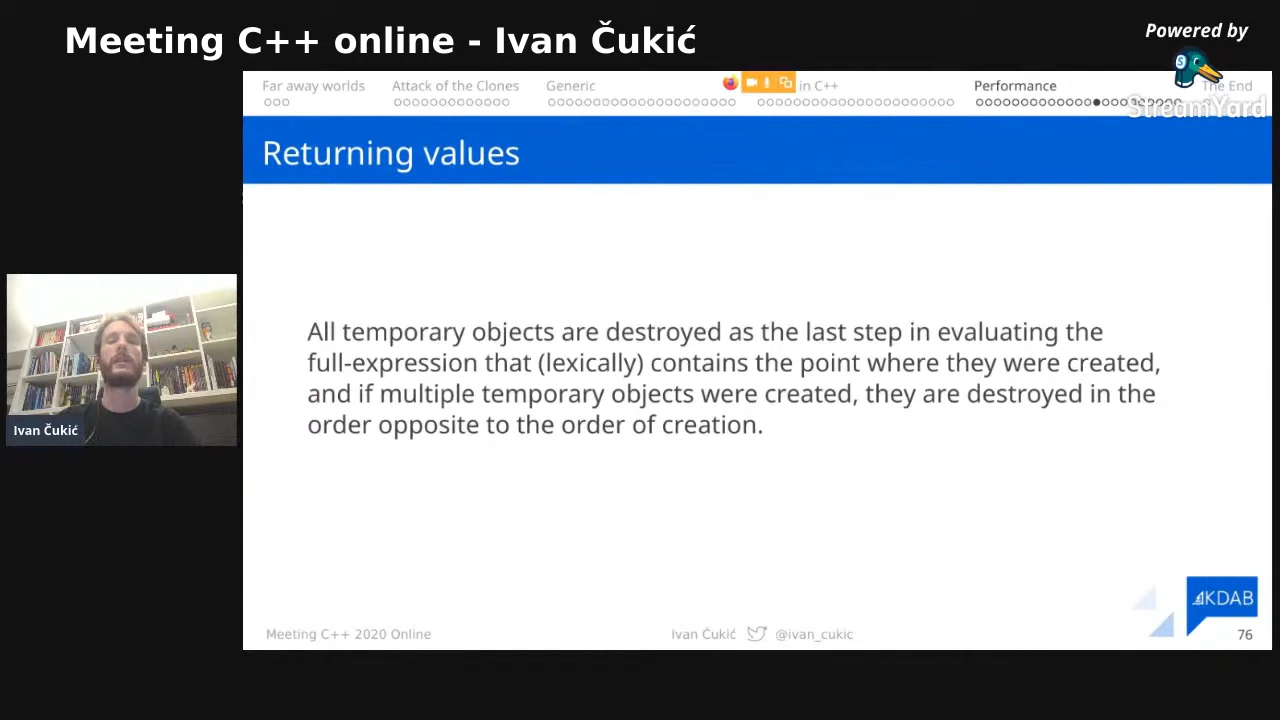 Meeting C++ online - Ivan Čukić
Powered by
StreamYard
Far away worlds
Attack of the Clones
Generic
in C++
Performance
The End
Returning values
All temporary objects are destroyed as the last step in evaluating the
full-expression that (lexically) contains the point where they were created,
and if multiple temporary objects were created, they are destroyed in the
order opposite to the order of creation.
Ivan Čukić
KDAB
Meeting C++ 2020 Online
Ivan Čukić
@ivan_cukic
76